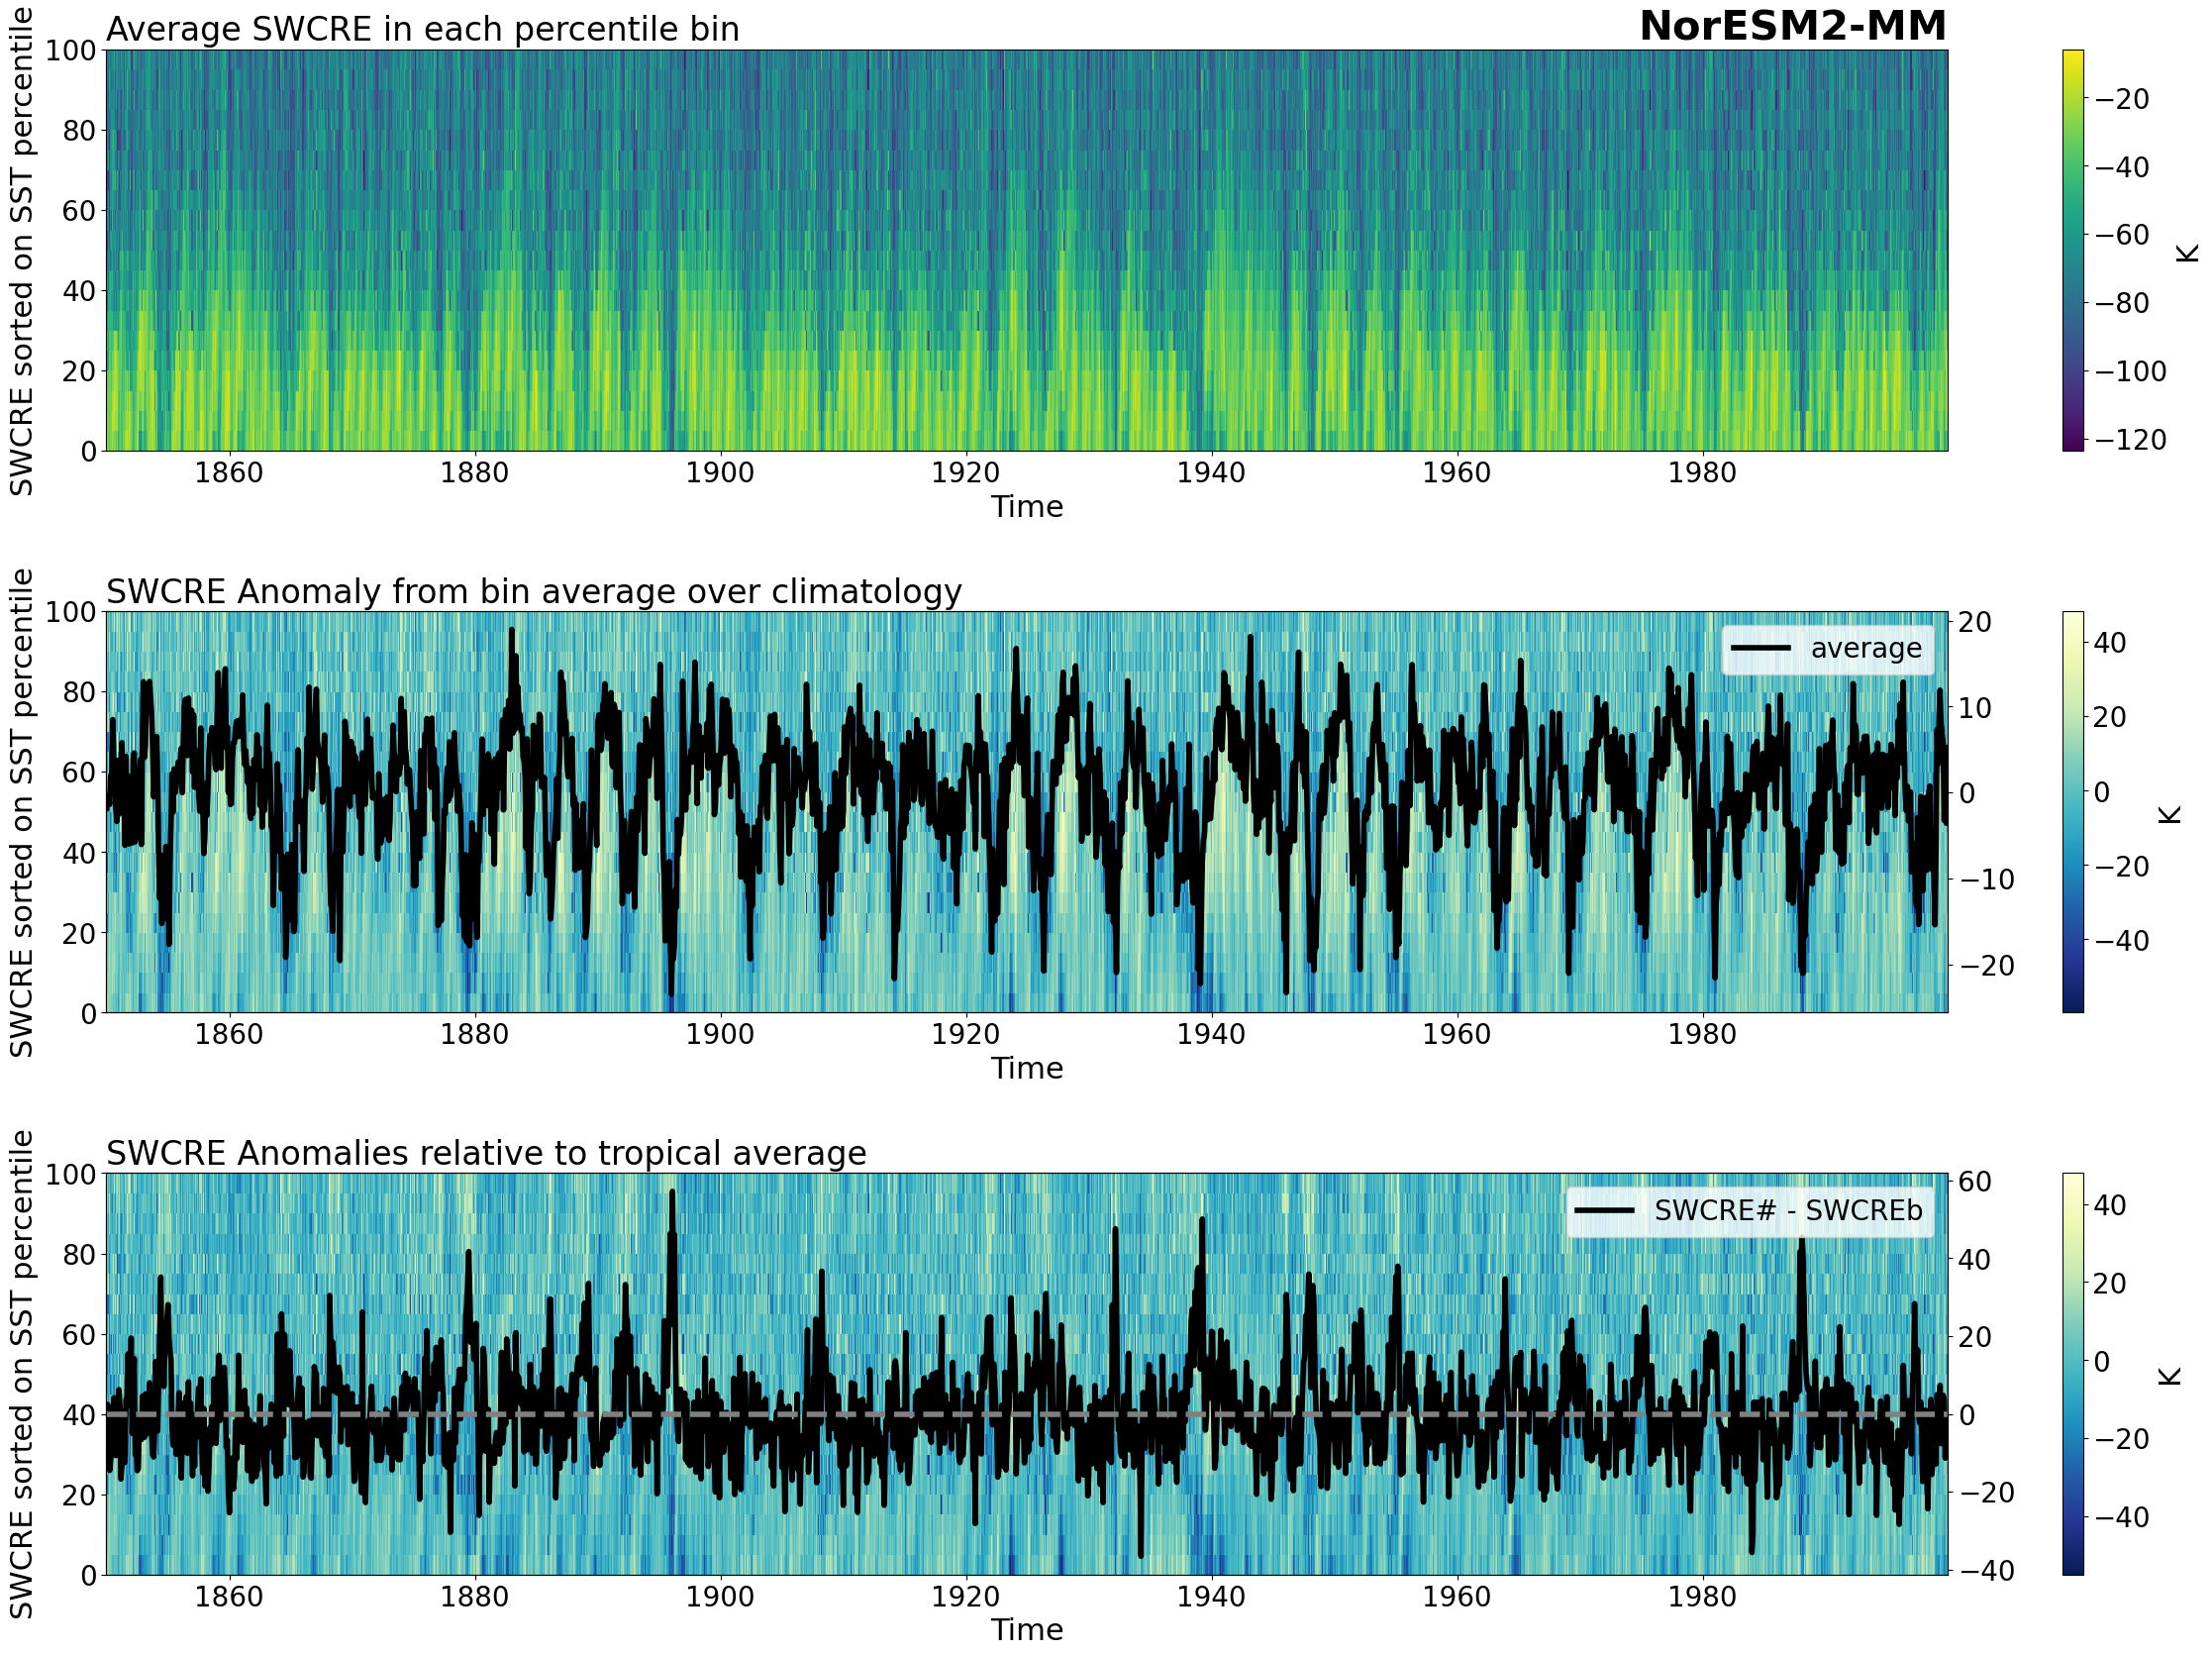 Average SWCRE in each percentile bin
NorESM2-MM
SWCRE sorted on SST percentile
100
80
60
40
20
0
1860 1880 1900 1920 1940 1960 1980
Time
−20
−40
−60
−80
−100
−120
K
SWCRE Anomaly from bin average over climatology
SWCRE sorted on SST percentile
100
80
60
40
20
0
average
1860 1880 1900 1920 1940 1960 1980
Time
20
10
0
−10
−20
40
20
0
−20
−40
K
SWCRE Anomalies relative to tropical average
SWCRE sorted on SST percentile
100
80
60
40
20
0
SWCRE# - SWCREb
1860 1880 1900 1920 1940 1960 1980
Time
60
40
20
0
−20
−40
40
20
0
−20
−40
K